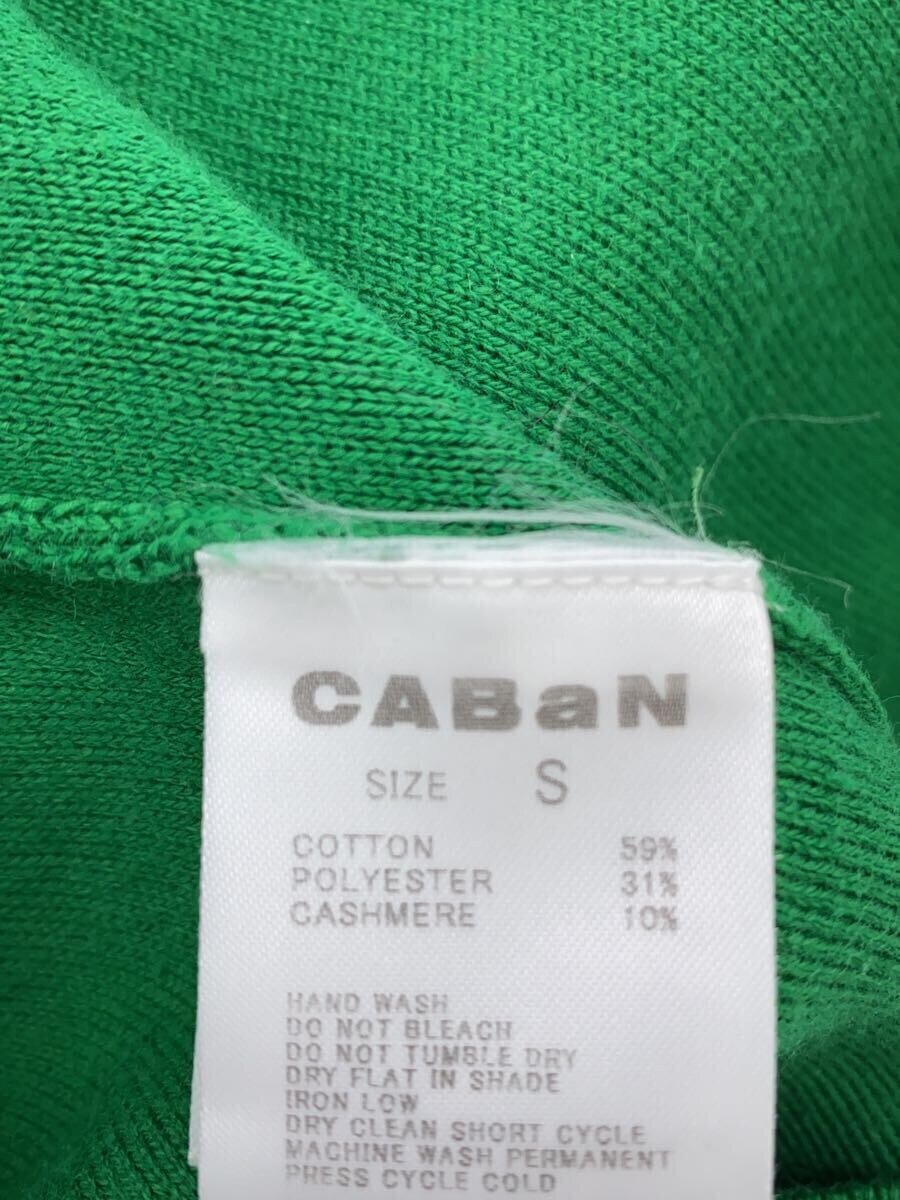 CABaN
SIZE S
COTTON 59%
POLYESTER 31%
CASHMERE 10%
HAND WASH
DO NOT BLEACH
DO NOT TUMBLE DRY
DRY FLAT IN SHADE
IRON LOW
DRY CLEAN SHORT CYCLE
MACHINE WASH PERMANENT
PRESS CYCLE COLD